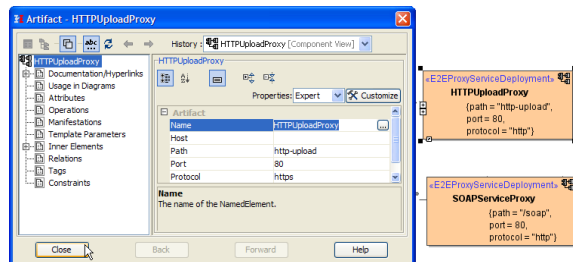 Artifact - HTTPUploadProxy
History : HTTPUploadProxy [Component View]
HTTPUploadProxy
Documentation/Hyperlinks
Usage in Diagrams
Attributes
Operations
Manifestations
Template Parameters
Inner Elements
Relations
Tags
Constraints
HTTPUploadProxy
Properties: Expert Customize
Artifact
Name HTTPUploadProxy ...
Host
Path http-upload
Port 80
Protocol https
Name
The name of the NamedElement.
Close Back Forward Help
«E2EProxyServiceDeployment»
HTTPUploadProxy
{path = "http-upload",
port = 80,
protocol = "http"}
«E2EProxyServiceDeployment»
SOAPServiceProxy
{path = "/soap",
port = 80,
protocol = "http"}